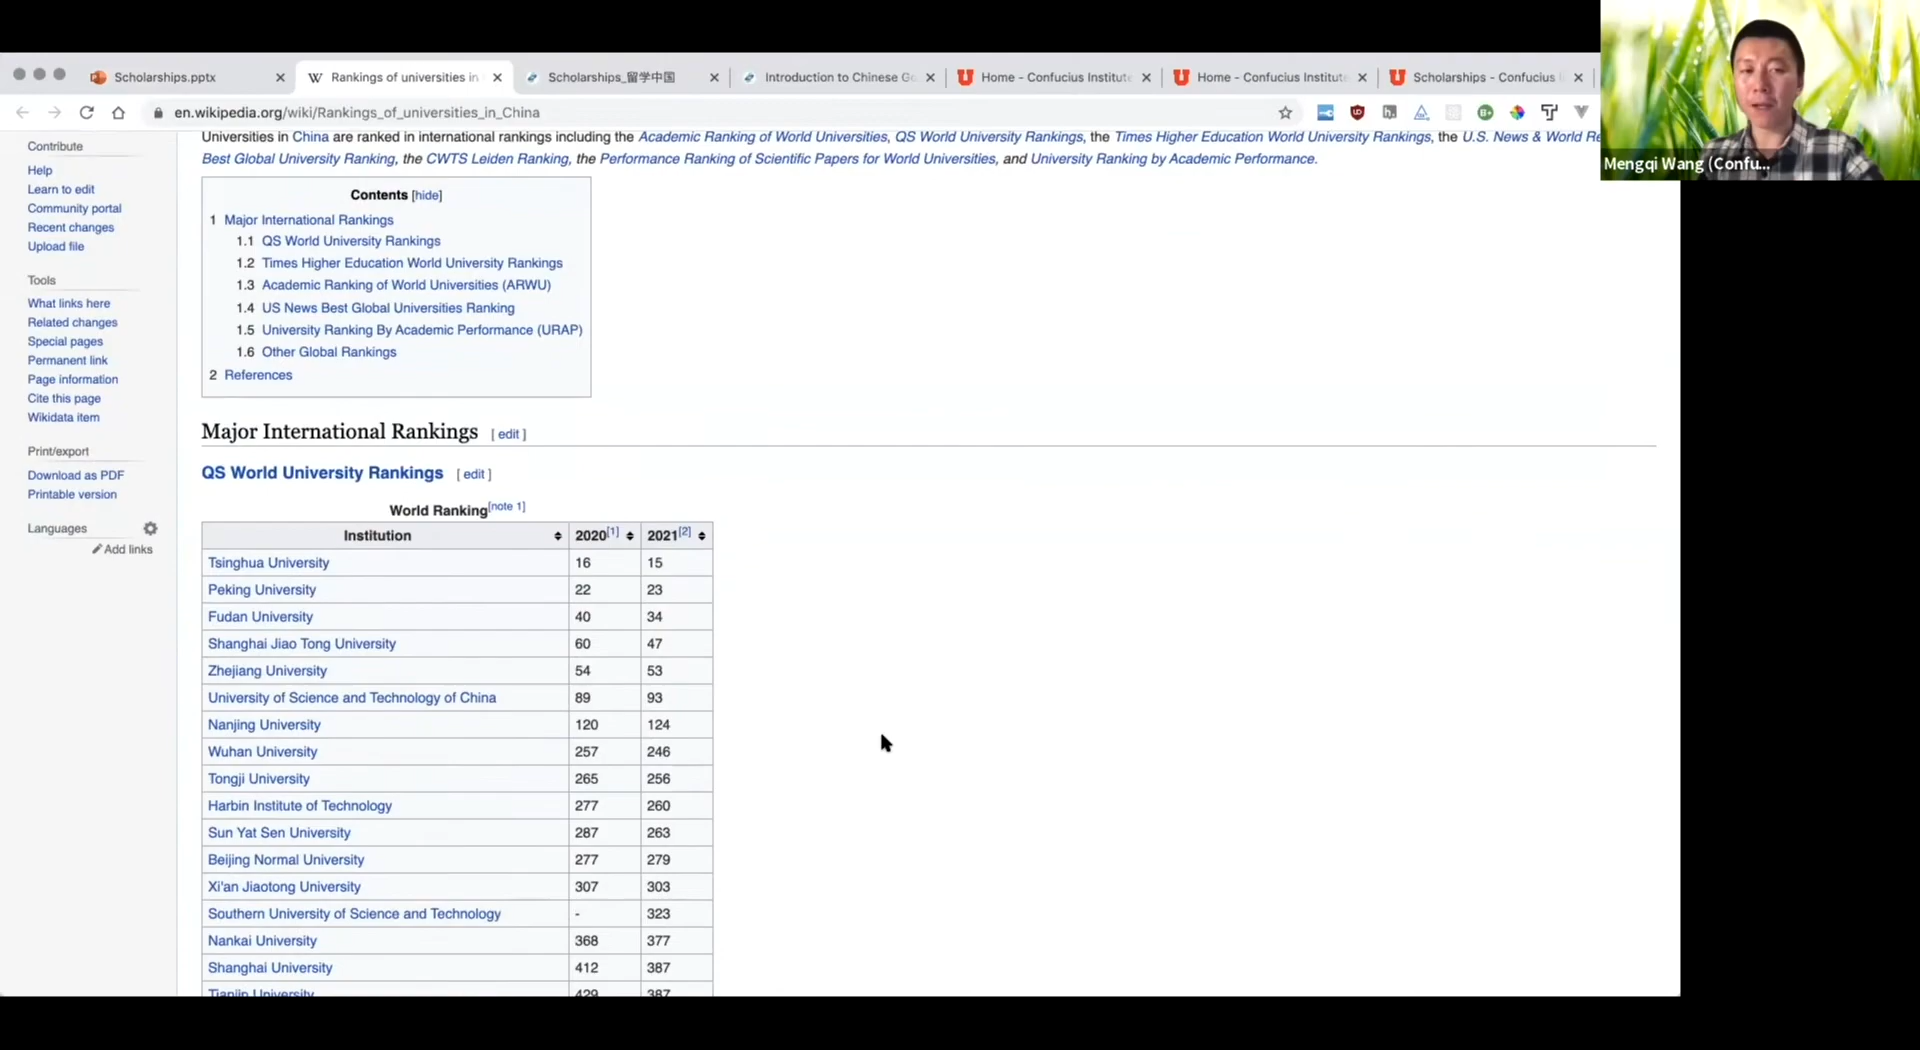 Scholarships.pptx
Rankings of universities in
Scholarships_留学中国
Introduction to Chinese Go
Home - Confucius Institute
Home - Confucius Institute
Scholarships - Confucius I
en.wikipedia.org/wiki/Rankings_of_universities_in_China
Mengqi Wang (Confu...
Contribute
Help
Learn to edit
Community portal
Recent changes
Upload file
Tools
What links here
Related changes
Special pages
Permanent link
Page information
Cite this page
Wikidata item
Print/export
Download as PDF
Printable version
Languages
Add links
Universities in China are ranked in international rankings including the Academic Ranking of World Universities, QS World University Rankings, the Times Higher Education World University Rankings, the U.S. News & World Re
Best Global University Ranking, the CWTS Leiden Ranking, the Performance Ranking of Scientific Papers for World Universities, and University Ranking by Academic Performance.
Contents [hide]
1 Major International Rankings
1.1 QS World University Rankings
1.2 Times Higher Education World University Rankings
1.3 Academic Ranking of World Universities (ARWU)
1.4 US News Best Global Universities Ranking
1.5 University Ranking By Academic Performance (URAP)
1.6 Other Global Rankings
2 References
Major International Rankings [ edit ]
QS World University Rankings [ edit ]
World Ranking[note 1]
Institution 2020[1] 2021[2]
Tsinghua University 16 15
Peking University 22 23
Fudan University 40 34
Shanghai Jiao Tong University 60 47
Zhejiang University 54 53
University of Science and Technology of China 89 93
Nanjing University 120 124
Wuhan University 257 246
Tongji University 265 256
Harbin Institute of Technology 277 260
Sun Yat Sen University 287 263
Beijing Normal University 277 279
Xi'an Jiaotong University 307 303
Southern University of Science and Technology - 323
Nankai University 368 377
Shanghai University 412 387
Tianjin University 429 387